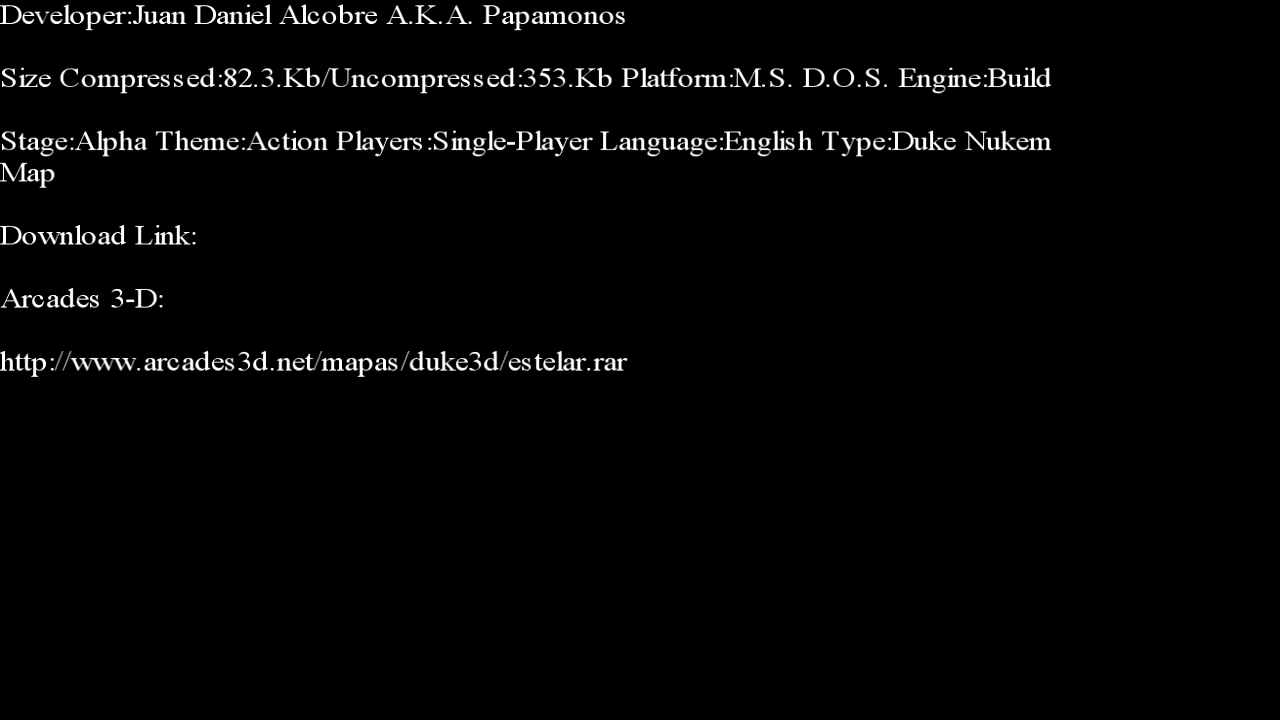 Developer:Juan Daniel Alcobre A.K.A. Papamonos
Size Compressed:82.3.Kb/Uncompressed:353.Kb Platform:M.S. D.O.S. Engine:Build
Stage:Alpha Theme:Action Players:Single-Player Language:English Type:Duke Nukem
Map
Download Link:
Arcades 3-D:
http://www.arcades3d.net/mapas/duke3d/estelar.rar